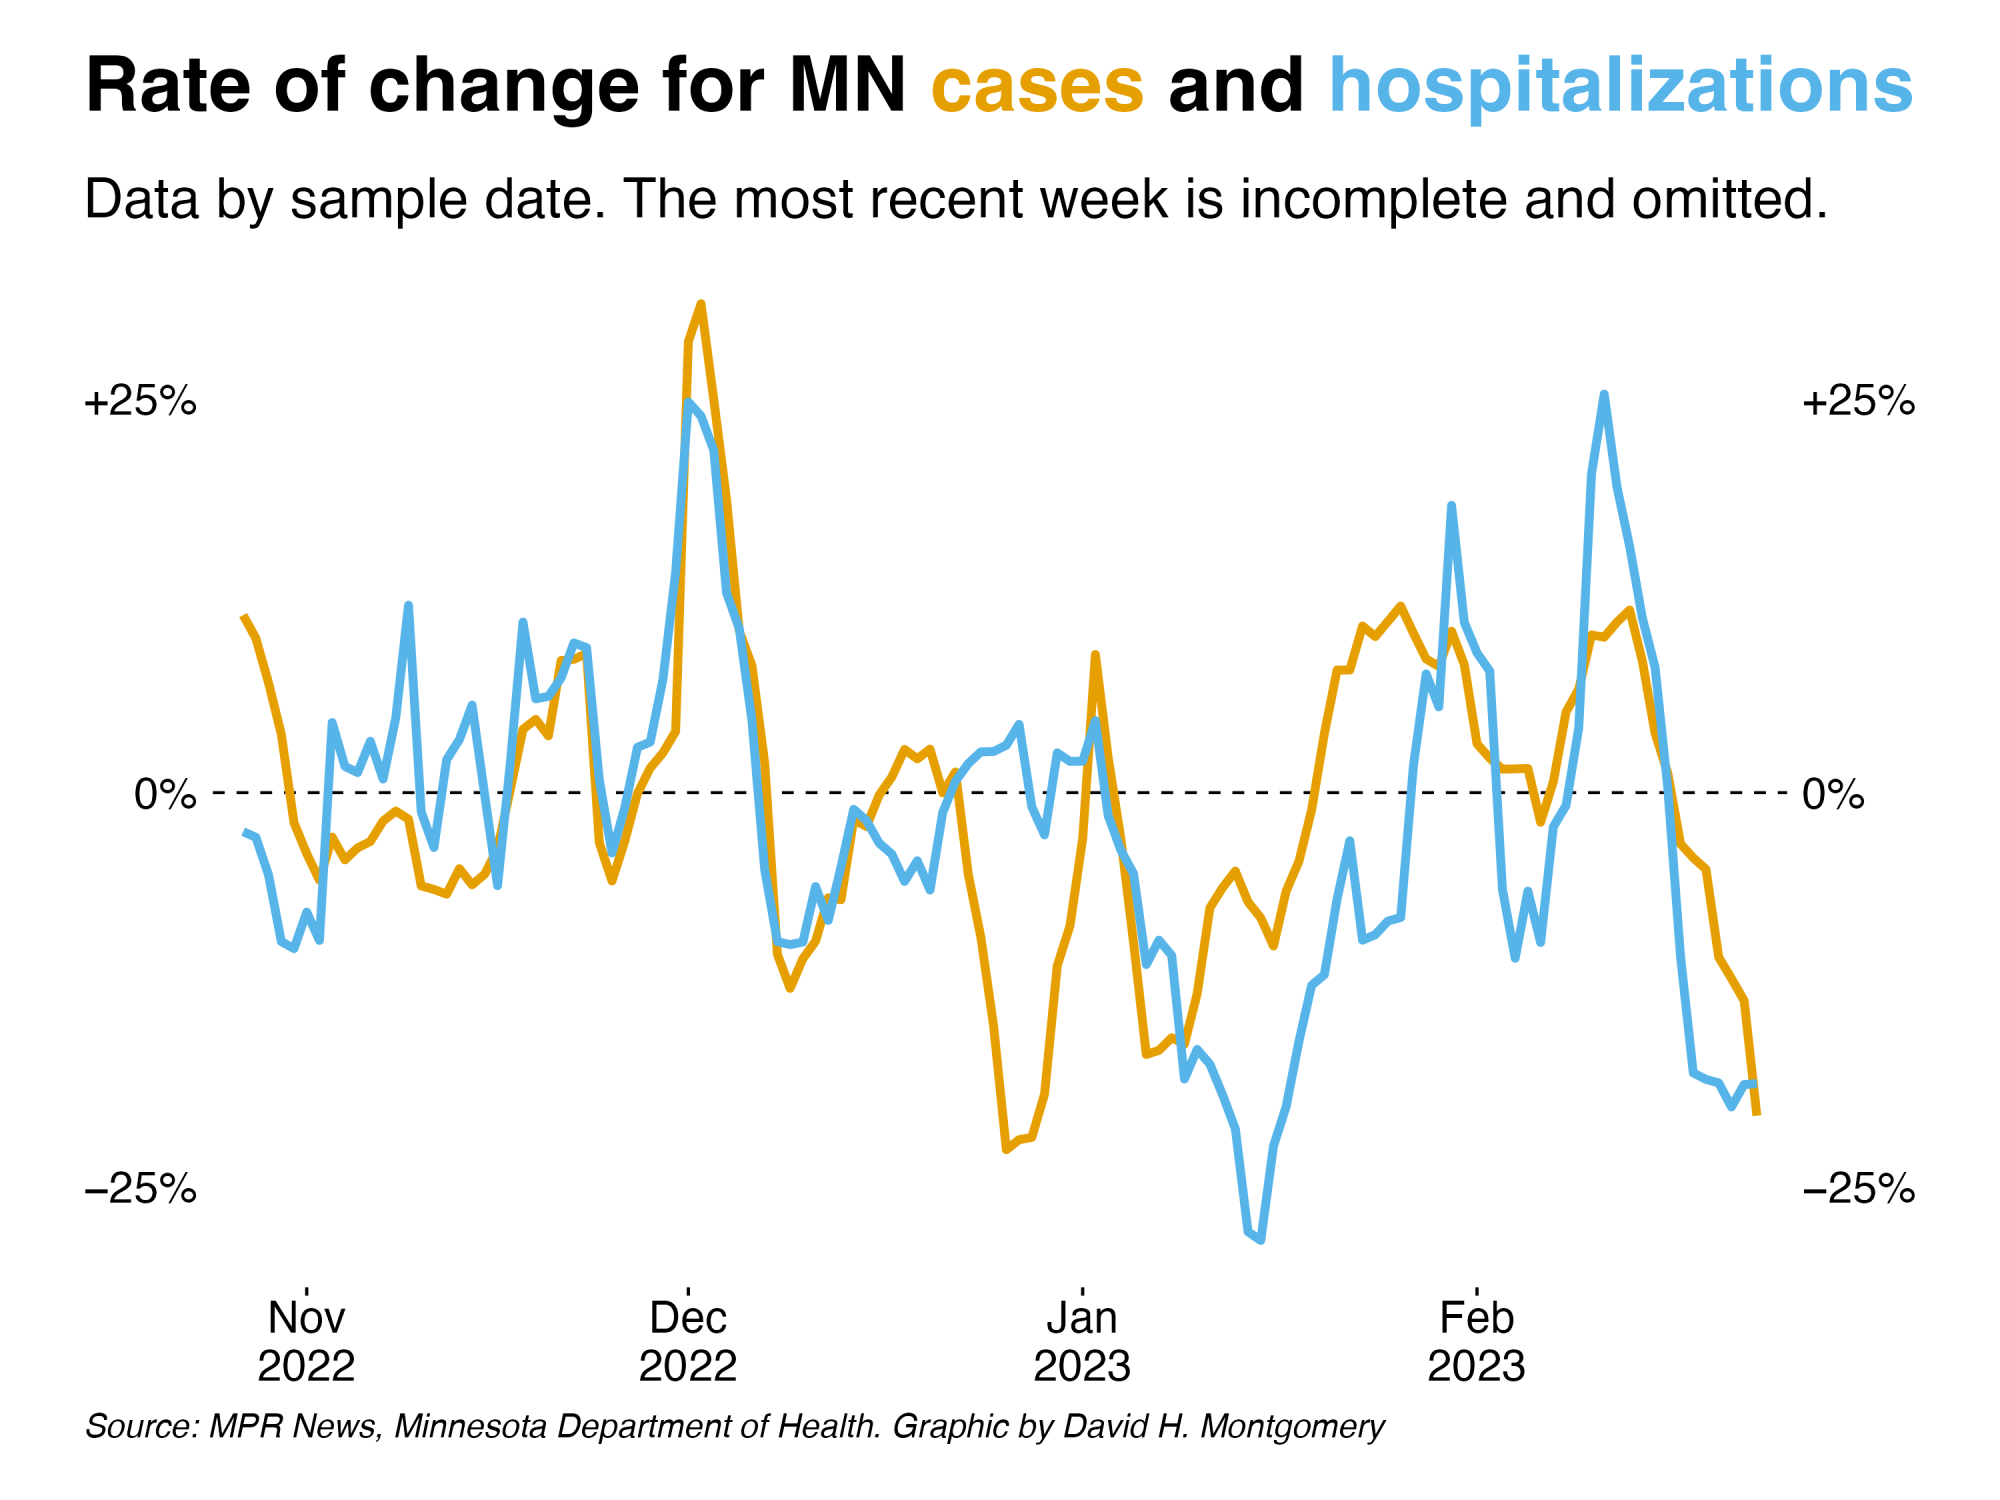 Rate of change for MN cases and hospitalizations
Data by sample date. The most recent week is incomplete and omitted.
+25% +25%
0% 0%
−25% −25%
Nov Dec Jan Feb
2022 2022 2023 2023
Source: MPR News, Minnesota Department of Health. Graphic by David H. Montgomery